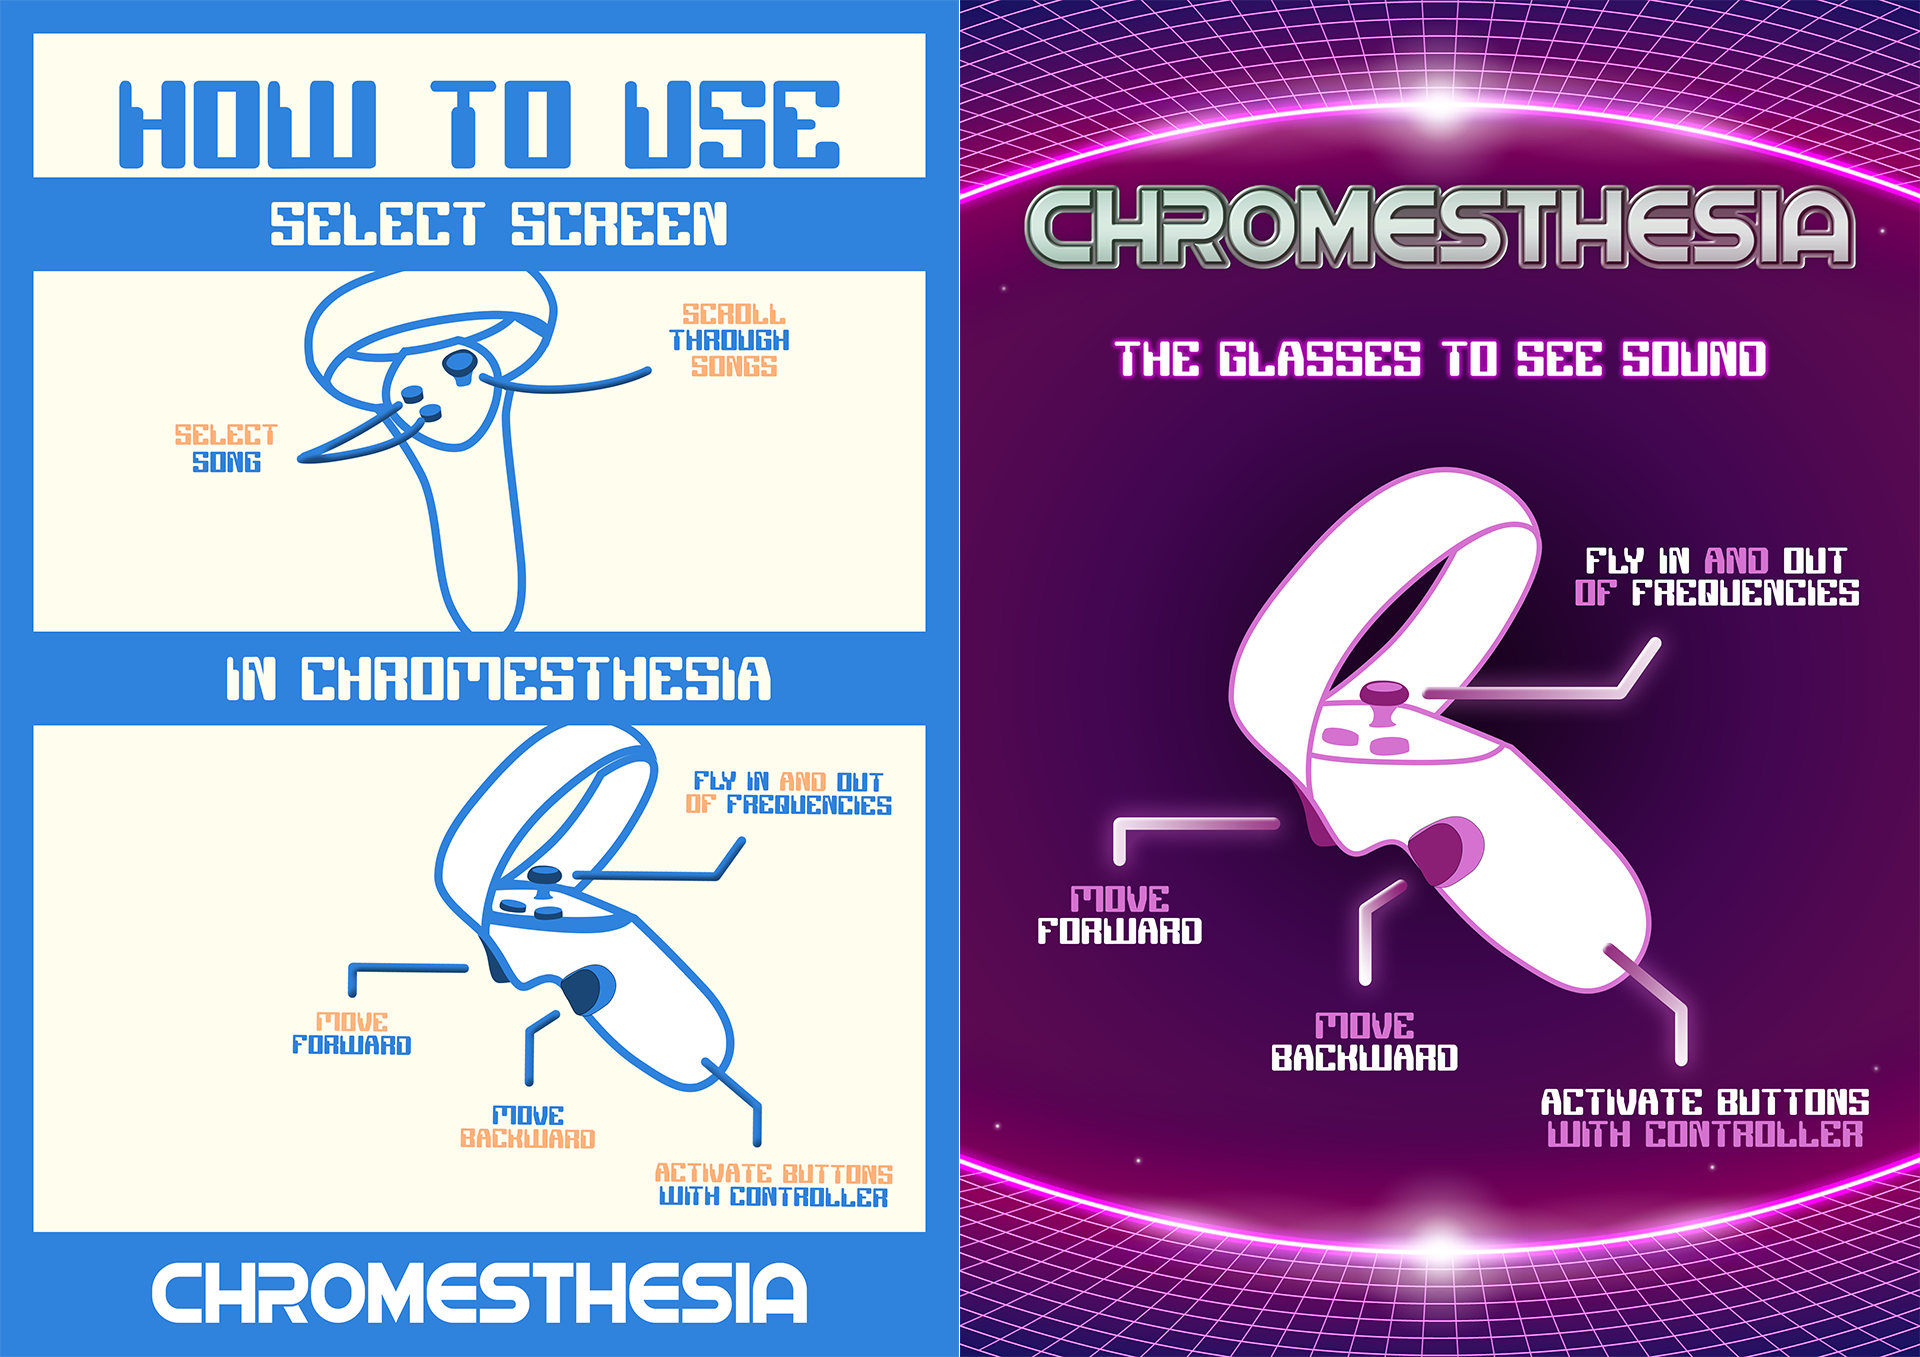 HOW TO USE
SELECT SCREEN
SCROLL
THROUGH
SONGS
SELECT
SONG
IN CHROMESTHESIA
FLY IN AND OUT
OF FREQUENCIES
MOVE
FORWARD
MOVE
BACKWARD
ACTIVATE BUTTONS
WITH CONTROLLER
CHROMESTHESIA
CHROMESTHESIA
THE GLASSES TO SEE SOUND
FLY IN AND OUT
OF FREQUENCIES
MOVE
FORWARD
MOVE
BACKWARD
ACTIVATE BUTTONS
WITH CONTROLLER